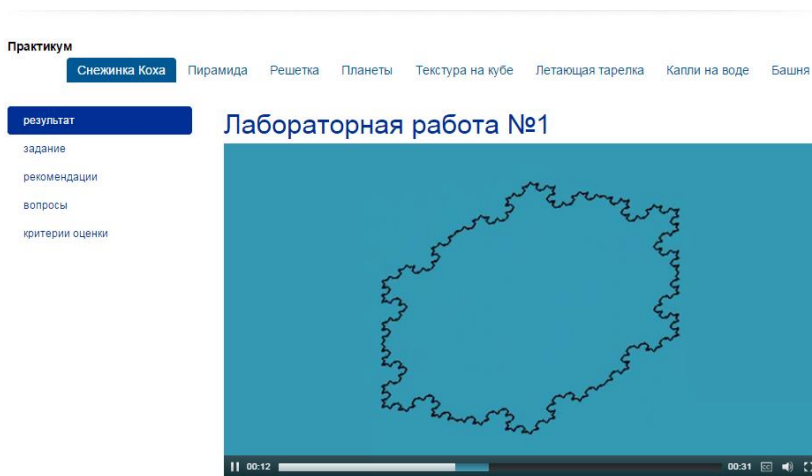 Практикум
Снежинка Коха Пирамида Решетка Планеты Текстура на кубе Летающая тарелка Капли на воде Башня
результат
задание
рекомендации
вопросы
критерии оценки
Лабораторная работа №1
00:12 00:31 CC